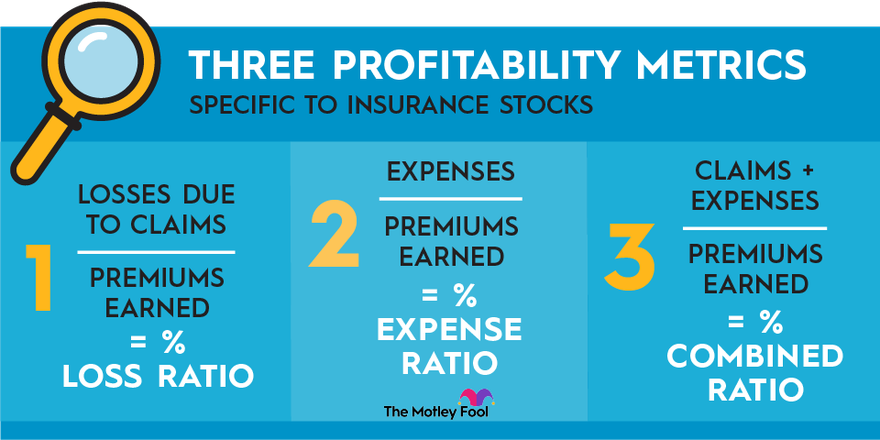 THREE PROFITABILITY METRICS
SPECIFIC TO INSURANCE STOCKS
1
LOSSES DUE
TO CLAIMS
PREMIUMS
EARNED
= %
LOSS RATIO
2
EXPENSES
PREMIUMS
EARNED
= %
EXPENSE
RATIO
3
CLAIMS +
EXPENSES
PREMIUMS
EARNED
= %
COMBINED
RATIO
The Motley Fool